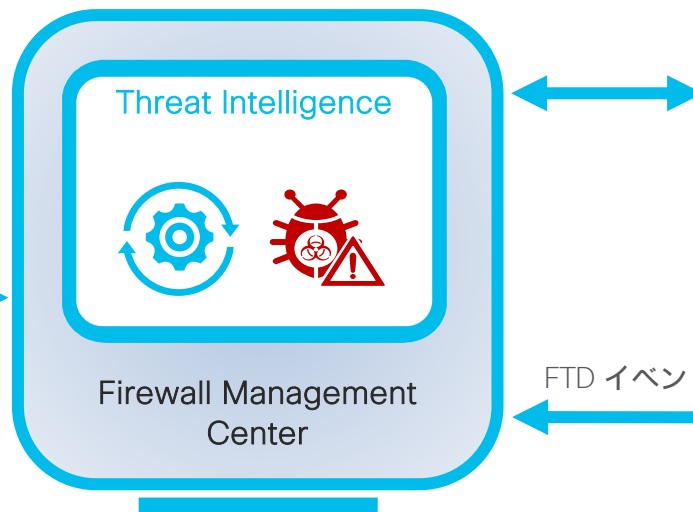 Threat Intelligence
Firewall Management
Center
FTD イベン